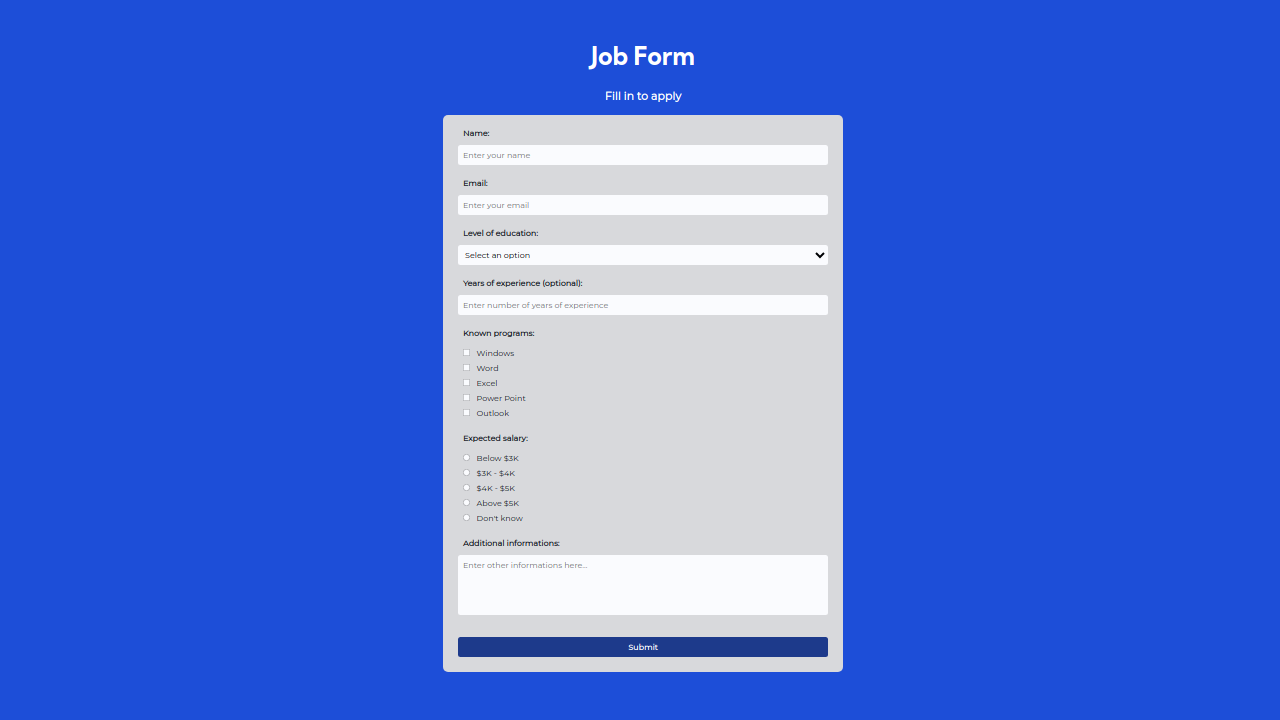 Job Form
Fill in to apply
Name:
Enter your name
Email:
Enter your email
Level of education:
Select an option
Years of experience (optional):
Enter number of years of experience
Known programs:
Windows
Word
Excel
Power Point
Outlook
Expected salary:
Below $3K
$3K - $4K
$4K - $5K
Above $5K
Don't know
Additional informations:
Enter other informations here...
Submit